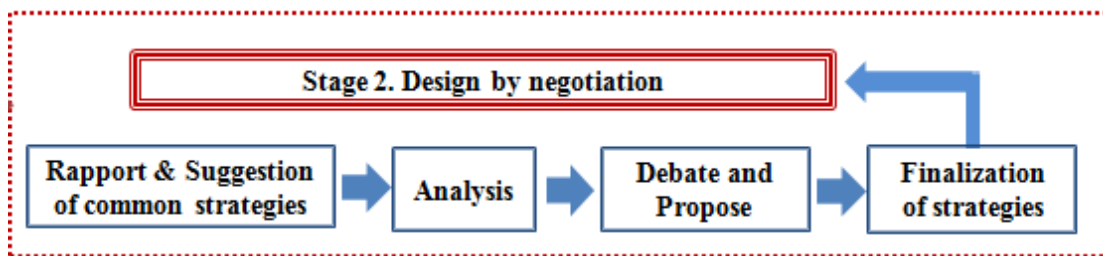 Stage 2. Design by negotiation
Rapport & Suggestion
of common strategies
Analysis
Debate and
Propose
Finalization
of strategies